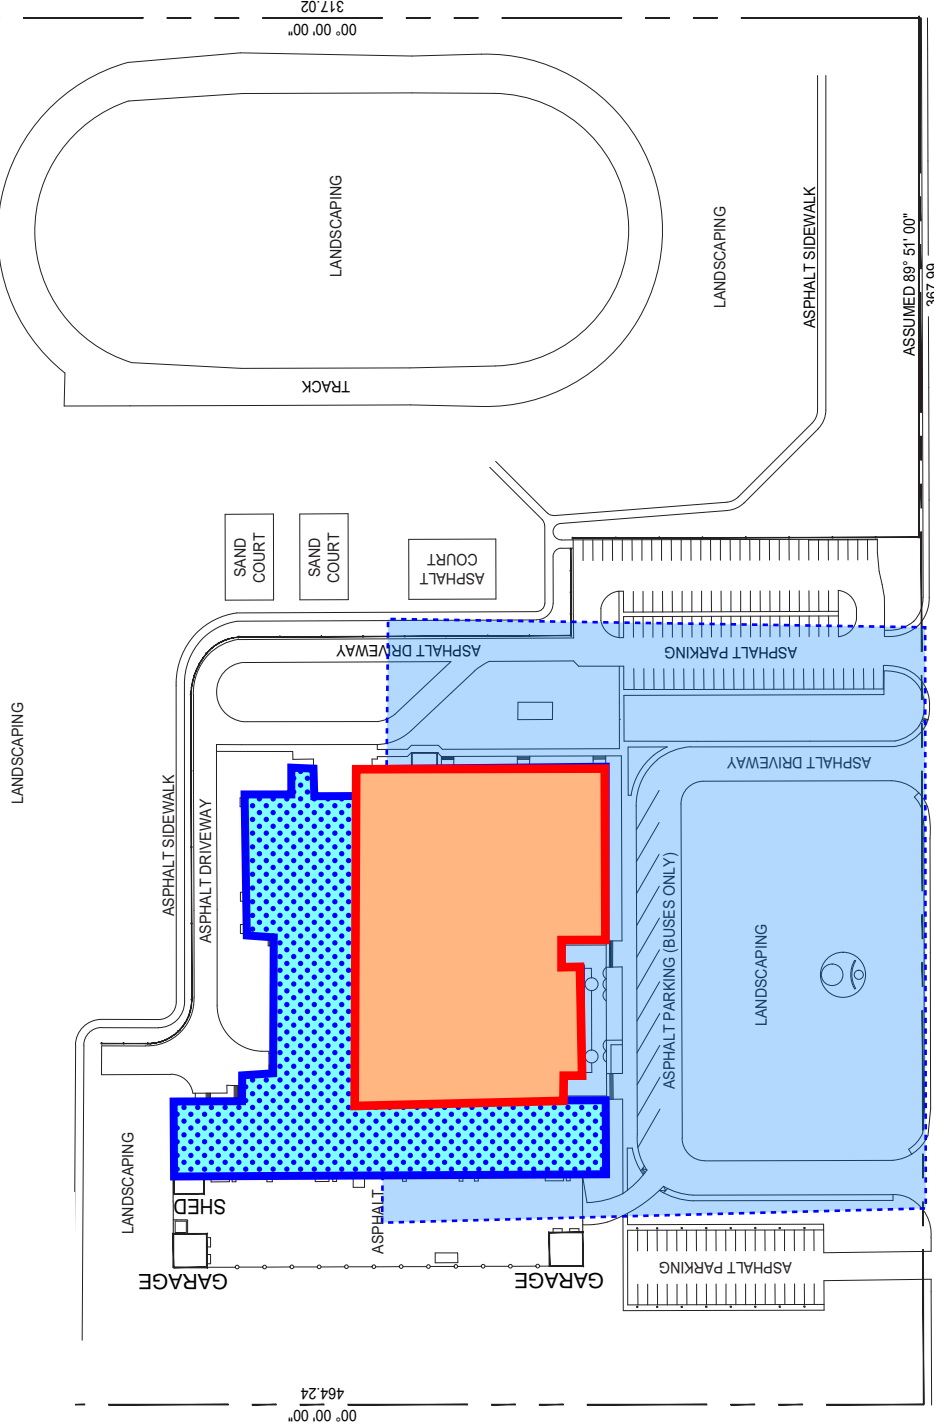 317.02
00° 00' 00"
LANDSCAPING
LANDSCAPING
ASPHALT SIDEWALK
ASSUMED 89° 51' 00"
367.99
TRACK
SAND
COURT
SAND
COURT
ASPHALT
COURT
ASPHALT DRIVEWAY
ASPHALT PARKING
LANDSCAPING
ASPHALT SIDEWALK
ASPHALT DRIVEWAY
ASPHALT DRIVEWAY
ASPHALT PARKING (BUSES ONLY)
LANDSCAPING
LANDSCAPING
SHED
ASPHALT
GARAGE
GARAGE
ASPHALT PARKING
464.24
00° 00' 00"